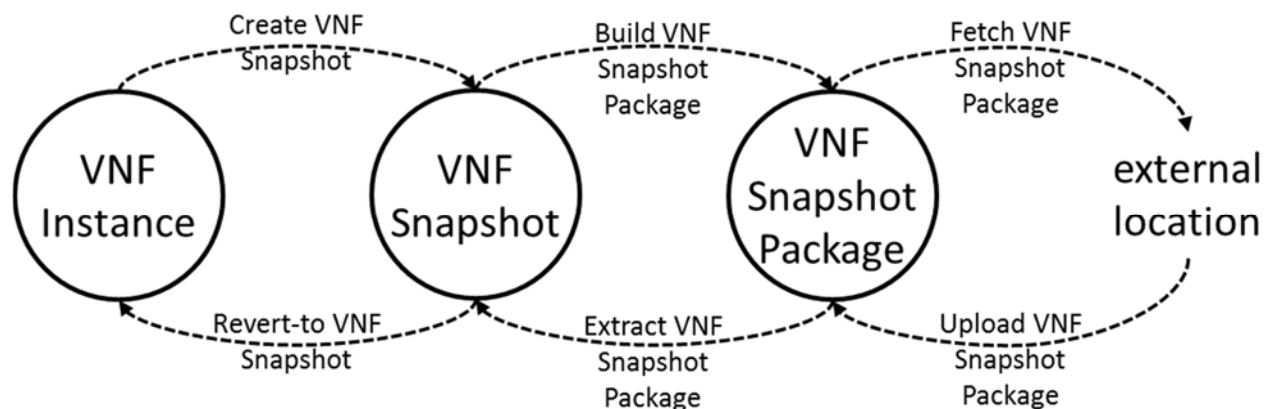 Create VNF
Snapshot
Build VNF
Snapshot
Package
Fetch VNF
Snapshot
Package
VNF
Instance
VNF
Snapshot
VNF
Snapshot
Package
external
location
Revert-to VNF
Snapshot
Extract VNF
Snapshot
Package
Upload VNF
Snapshot
Package